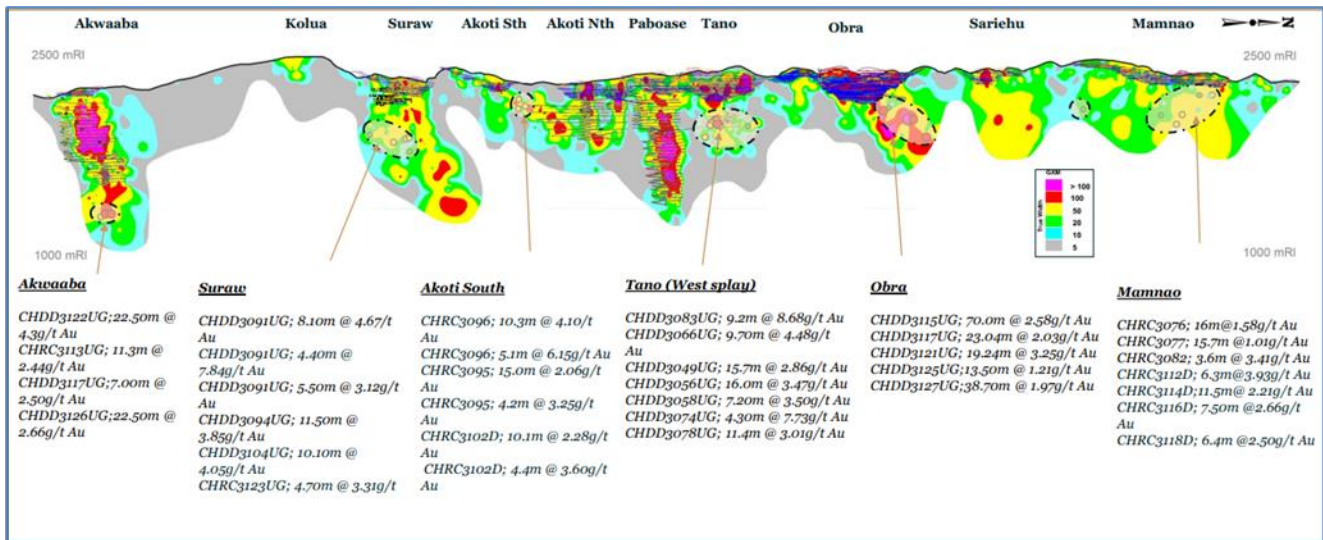 Akwaaba Kolua Suraw Akoti Sth Akoti Nth Paboase Tano Obra Sariehu Mamnao N
2500 mRl 2500 mRl
1000 mRl 1000 mRl
GXM
True Width
> 100
100
50
20
10
5
Akwaaba
CHDD3122UG;22.50m @
4.3g/t Au
CHRC3113UG; 11.3m @
2.44g/t Au
CHDD3117UG;7.00m @
2.50g/t Au
CHDD3126UG;22.50m @
2.66g/t Au
Suraw
CHDD3091UG; 8.10m @ 4.67/t
Au
CHDD3091UG; 4.40m @
7.84g/t Au
CHDD3091UG; 5.50m @ 3.12g/t
Au
CHDD3094UG; 11.50m @
3.85g/t Au
CHDD3104UG; 10.10m @
4.05g/t Au
CHRC3123UG; 4.70m @ 3.31g/t
Akoti South
CHRC3096; 10.3m @ 4.10/t
Au
CHRC3096; 5.1m @ 6.15g/t Au
CHRC3095; 15.0m @ 2.06g/t
Au
CHRC3095; 4.2m @ 3.25g/t
Au
CHRC3102D; 10.1m @ 2.28g/t
Au
CHRC3102D; 4.4m @ 3.60g/t
Au
Tano (West splay)
CHDD3083UG; 9.2m @ 8.68g/t Au
CHDD3066UG; 9.70m @ 4.48g/t
Au
CHDD3049UG; 15.7m @ 2.86g/t Au
CHDD3056UG; 16.0m @ 3.47g/t Au
CHDD3058UG; 7.20m @ 3.50g/t Au
CHDD3074UG; 4.30m @ 7.73g/t Au
CHDD3078UG; 11.4m @ 3.01g/t Au
Obra
CHDD3115UG; 70.0m @ 2.58g/t Au
CHDD3117UG; 23.04m @ 2.03g/t Au
CHDD3121UG; 19.24m @ 3.25g/t Au
CHDD3125UG;13.50m @ 1.21g/t Au
CHDD3127UG;38.70m @ 1.97g/t Au
Mamnao
CHRC3076; 16m@1.58g/t Au
CHRC3077; 15.7m @1.01g/t Au
CHRC3082; 3.6m @ 3.41g/t Au
CHRC3112D; 6.3m@3.93g/t Au
CHRC3114D;11.5m@ 2.21g/t Au
CHRC3116D; 7.50m @2.66g/t
Au
CHRC3118D; 6.4m @2.50g/t Au